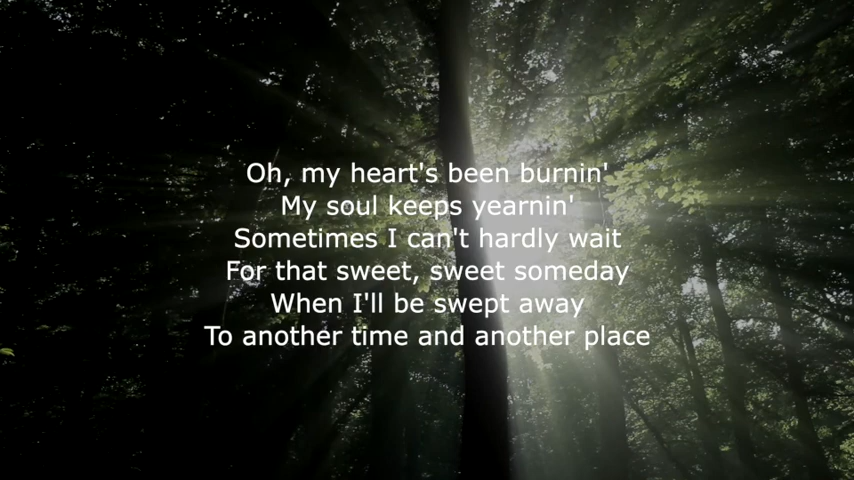 Oh, my heart's been burnin'
My soul keeps yearnin'
Sometimes I can't hardly wait
For that sweet, sweet someday
When I'll be swept away
To another time and another place